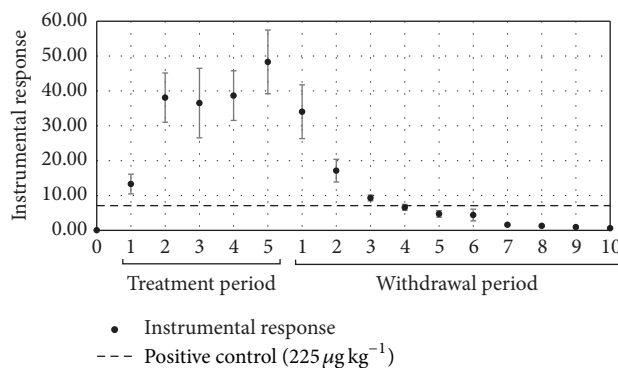 60.00
50.00
40.00
30.00
20.00
10.00
0.00
Instrumental response
0 1 2 3 4 5 1 2 3 4 5 6 7 8 9 10
Treatment period Withdrawal period
Instrumental response
Positive control (225 μg kg⁻¹)